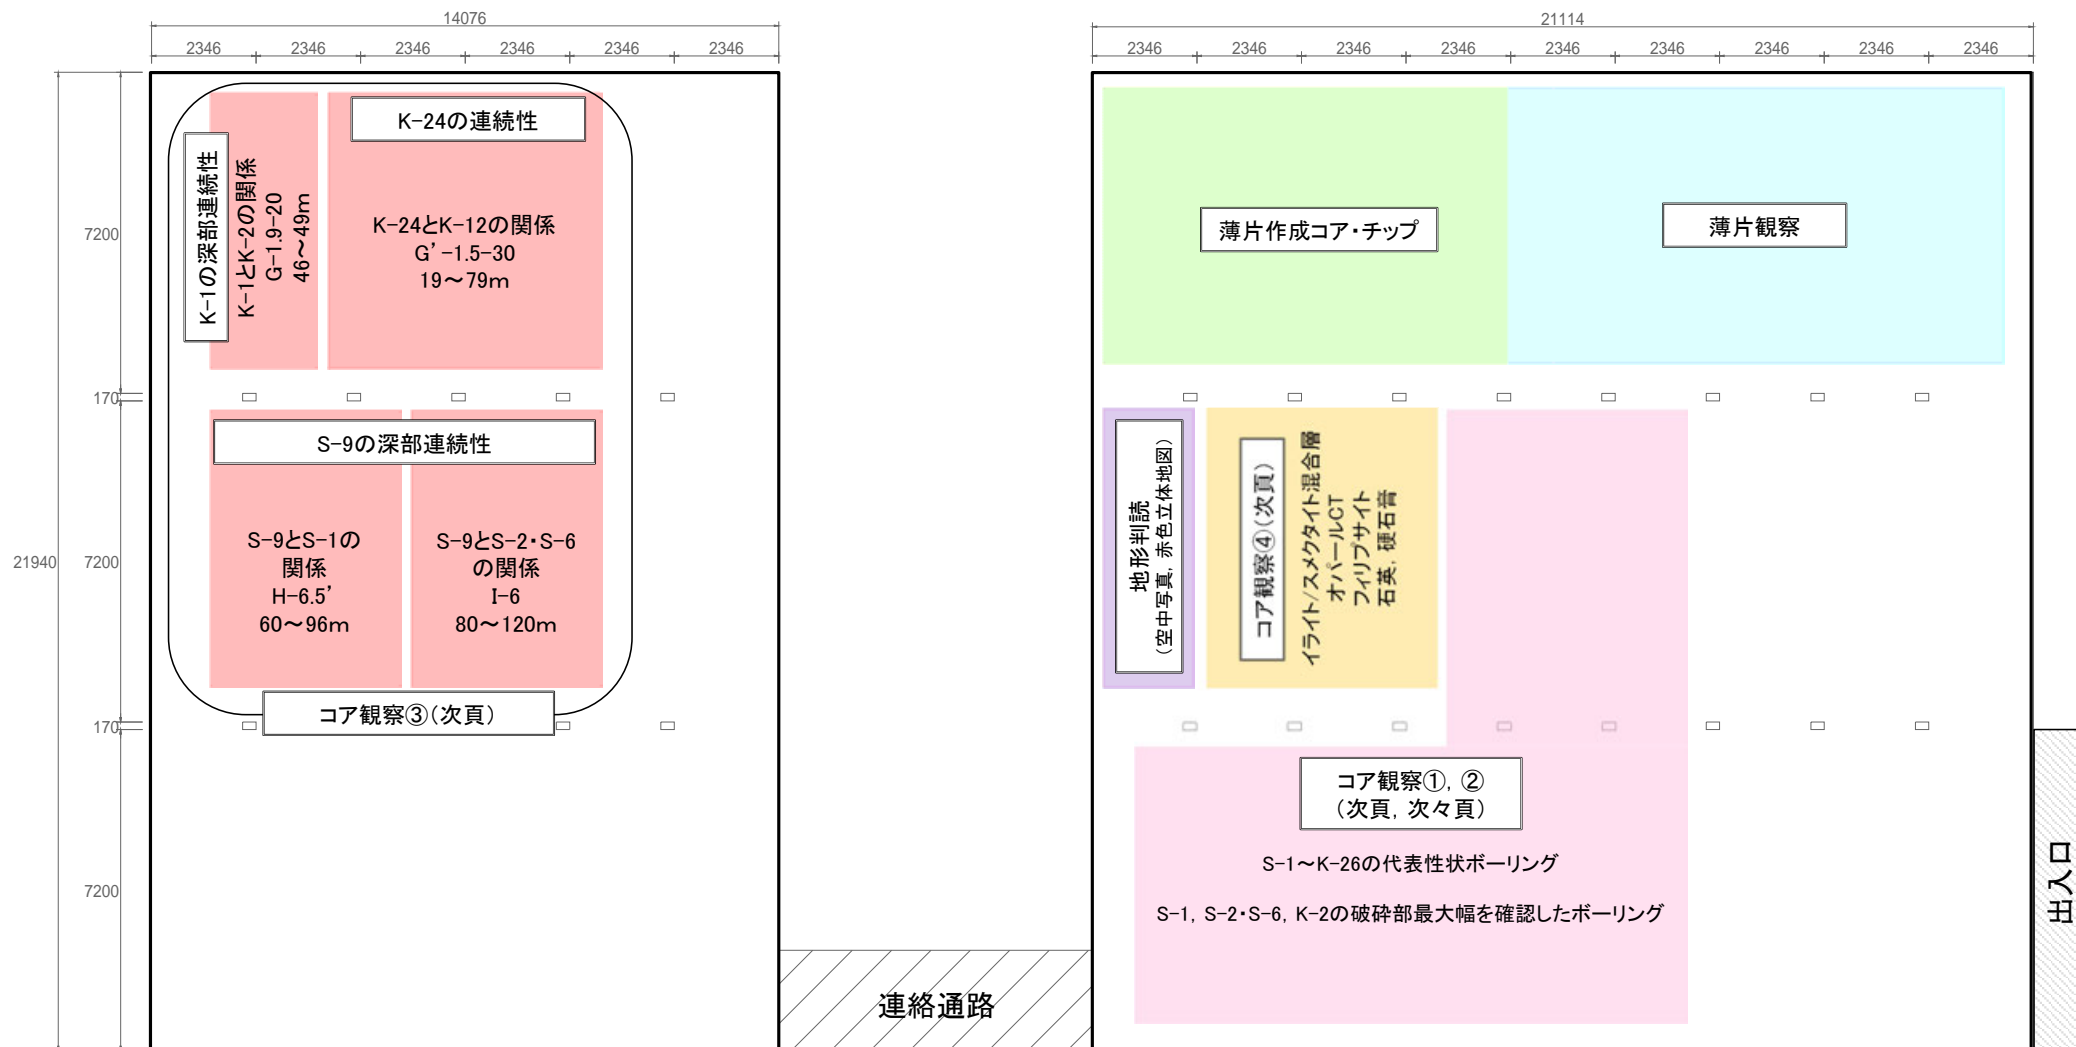 14076
2346 2346 2346 2346 2346 2346
21114
2346 2346 2346 2346 2346 2346 2346 2346 2346
21940
7200
170
7200
170
7200
K-1の深部連続性
K-1とK-2の関係
G-1.9-20
46～49m
K-24の連続性
K-24とK-12の関係
G’-1.5-30
19～79m
S-9の深部連続性
S-9とS-1の
関係
H-6.5’
60～96m
S-9とS-2・S-6
の関係
I-6
80～120m
コア観察③（次頁）
連絡通路
薄片作成コア・チップ
薄片観察
地形判読
（空中写真，赤色立体地図）
コア観察④（次頁）
イライト/スメクタイト混合層
オパールCT
フィリプサイト
石英，硬石膏
コア観察①，②
（次頁，次々頁）
S-1～K-26の代表性状ボーリング
S-1，S-2・S-6，K-2の破砕部最大幅を確認したボーリング
出入口